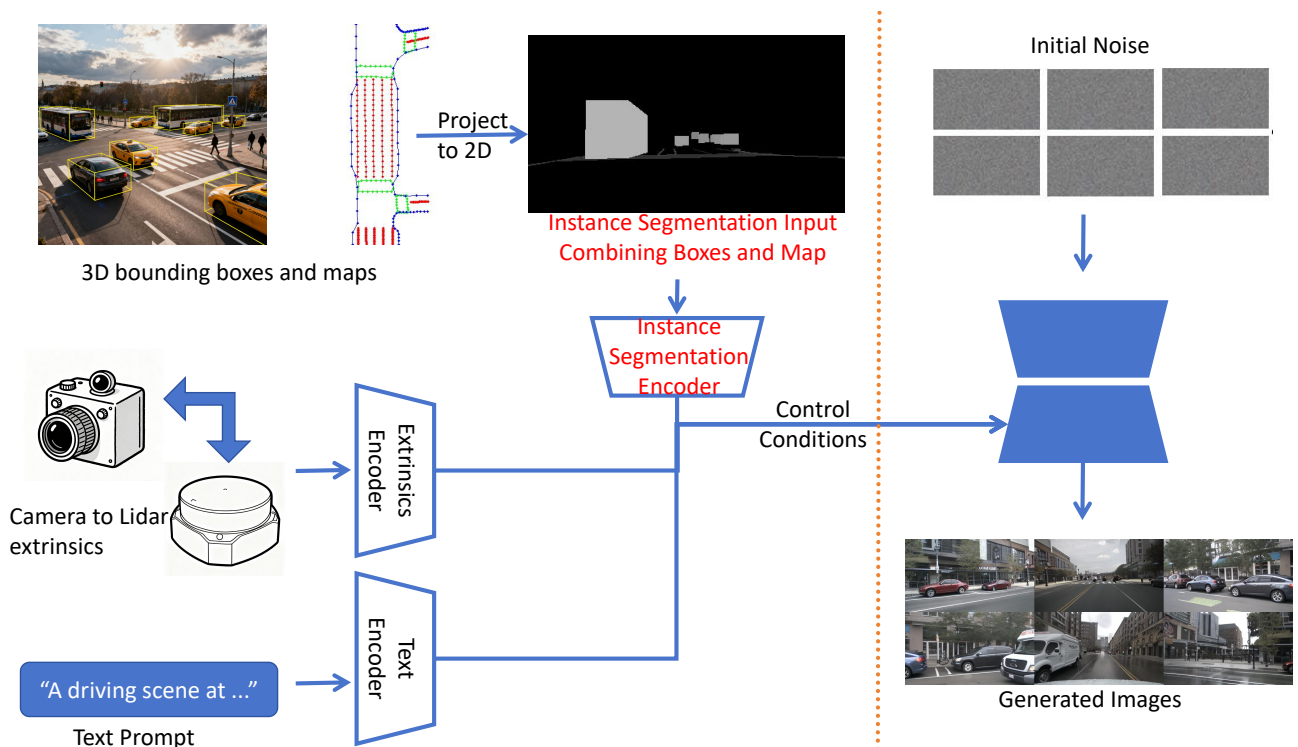 Initial Noise
Project
to 2D
Instance Segmentation Input
Combining Boxes and Map
3D bounding boxes and maps
Instance
Segmentation
Encoder
Control
Conditions
Extrinsics
Encoder
Camera to Lidar
extrinsics
Text
Encoder
“A driving scene at ...”
Text Prompt
Generated Images